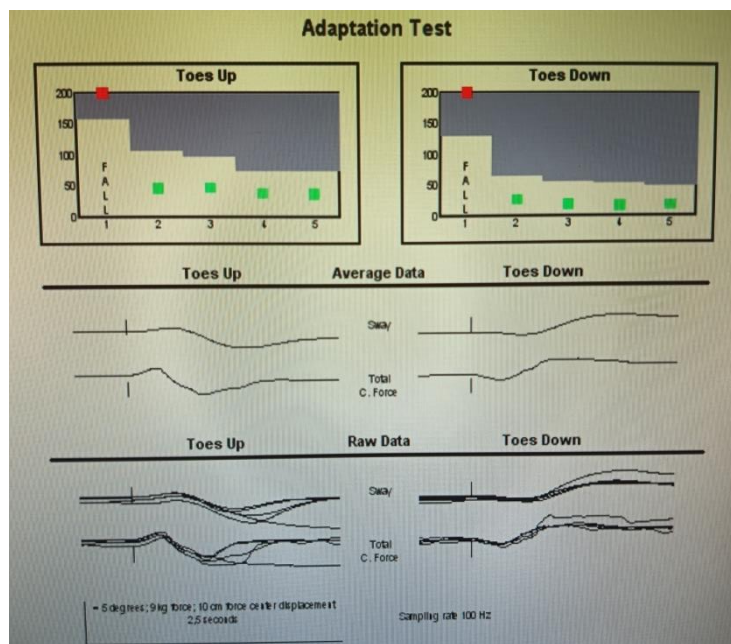 Adaptation Test
Toes Up
200
150
100
50
0
F
A
L
L
1 2 3 4 5
Toes Down
200
150
100
50
0
F
A
L
L
1 2 3 4 5
Toes Up Average Data Toes Down
Sway
Total
C. Force
Toes Up Raw Data Toes Down
Sway
Total
C. Force
= 5 degrees; 9 kg force; 10 cm force center displacement
2,5 seconds
Sampling rate 100 Hz